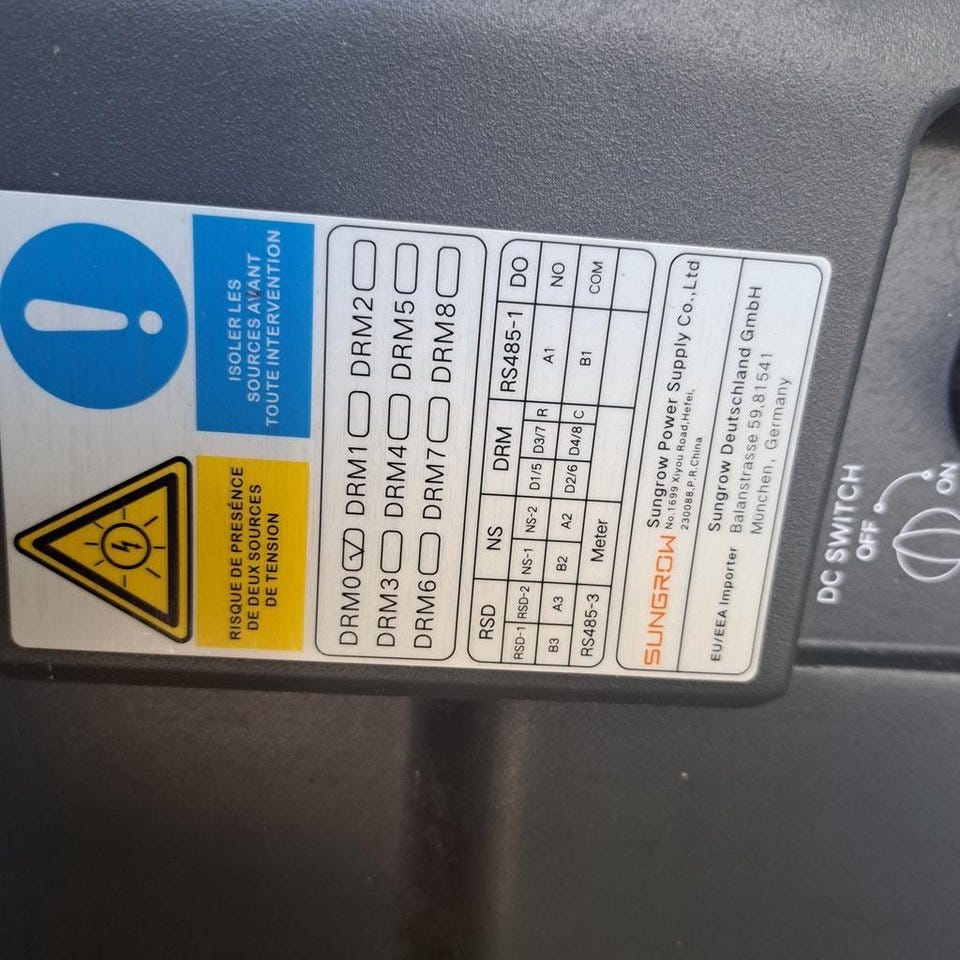 RISQUE DE PRESÉNCE
DE DEUX SOURCES
DE TENSION
ISOLER LES
SOURCES AVANT
TOUTE INTERVENTION
DRM0 DRM1 DRM2
DRM3 DRM4 DRM5
DRM6 DRM7 DRM8
RSD NS DRM RS485-1 DO
RSD-1 RSD-2 NS-1 NS-2 D1/5 D3/7 R A1 NO
B3 A3 B2 A2 D2/6 D4/8 C B1 COM
RS485-3 Meter
SUNGROW Sungrow Power Supply Co.,Ltd
No.1699 Xiyou Road,Hefei,
230088,P.R.China
EU/EEA Importer Sungrow Deutschland GmbH
Balanstrasse 59,81541
München, Germany
DC SWITCH
OFF
ON